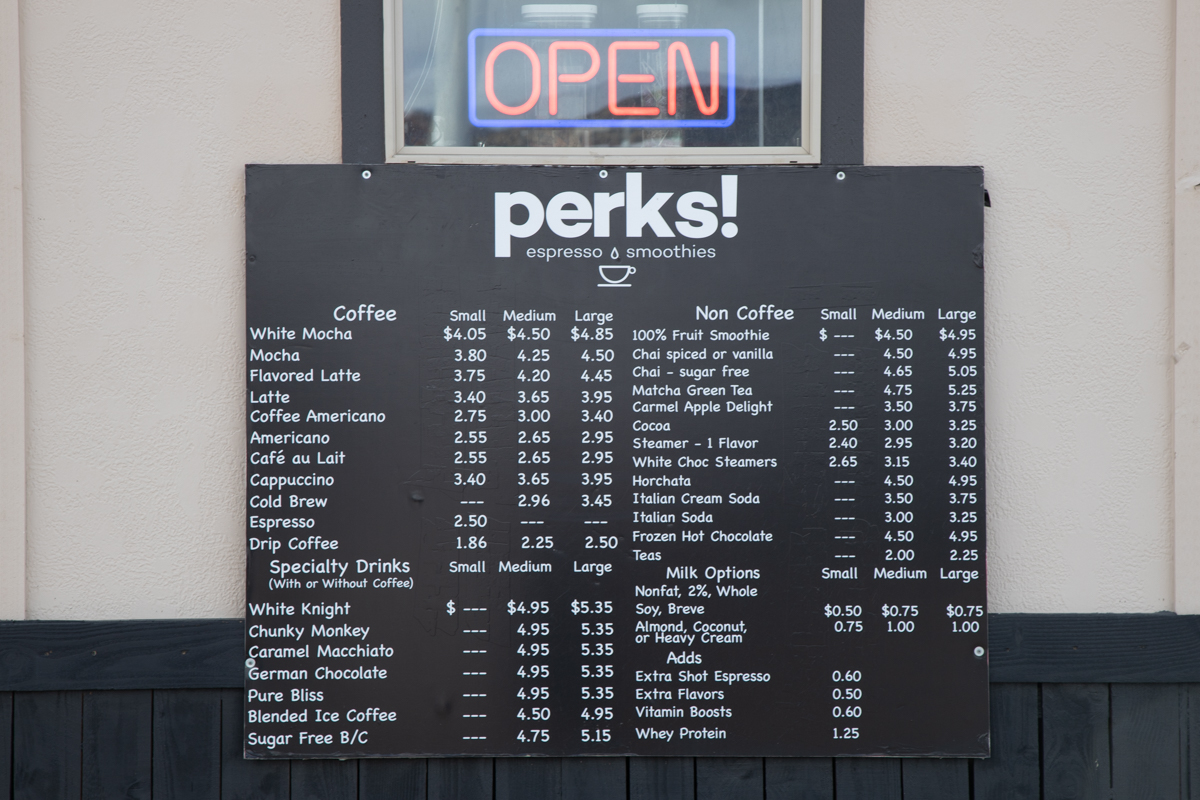 OPEN
perks!
espresso smoothies
Coffee Small Medium Large
White Mocha $4.05 $4.50 $4.85
Mocha 3.80 4.25 4.50
Flavored Latte 3.75 4.20 4.45
Latte 3.40 3.65 3.95
Coffee Americano 2.75 3.00 3.40
Americano 2.55 2.65 2.95
Café au Lait 2.55 2.65 2.95
Cappuccino 3.40 3.65 3.95
Cold Brew --- 2.96 3.45
Espresso 2.50 --- ---
Drip Coffee 1.86 2.25 2.50
Specialty Drinks Small Medium Large
(With or Without Coffee)
White Knight $ --- $4.95 $5.35
Chunky Monkey --- 4.95 5.35
Caramel Macchiato --- 4.95 5.35
German Chocolate --- 4.95 5.35
Pure Bliss --- 4.95 5.35
Blended Ice Coffee --- 4.50 4.95
Sugar Free B/C --- 4.75 5.15
Non Coffee Small Medium Large
100% Fruit Smoothie $ --- $4.50 $4.95
Chai spiced or vanilla --- 4.50 4.95
Chai - sugar free --- 4.65 5.05
Matcha Green Tea --- 4.75 5.25
Carmel Apple Delight --- 3.50 3.75
Cocoa 2.50 3.00 3.25
Steamer - 1 Flavor 2.40 2.95 3.20
White Choc Steamers 2.65 3.15 3.40
Horchata --- 4.50 4.95
Italian Cream Soda --- 3.50 3.75
Italian Soda --- 3.00 3.25
Frozen Hot Chocolate --- 4.50 4.95
Teas --- 2.00 2.25
Milk Options Small Medium Large
Nonfat, 2%, Whole
Soy, Breve $0.50 $0.75 $0.75
Almond, Coconut, 0.75 1.00 1.00
or Heavy Cream
Adds
Extra Shot Espresso 0.60
Extra Flavors 0.50
Vitamin Boosts 0.60
Whey Protein 1.25